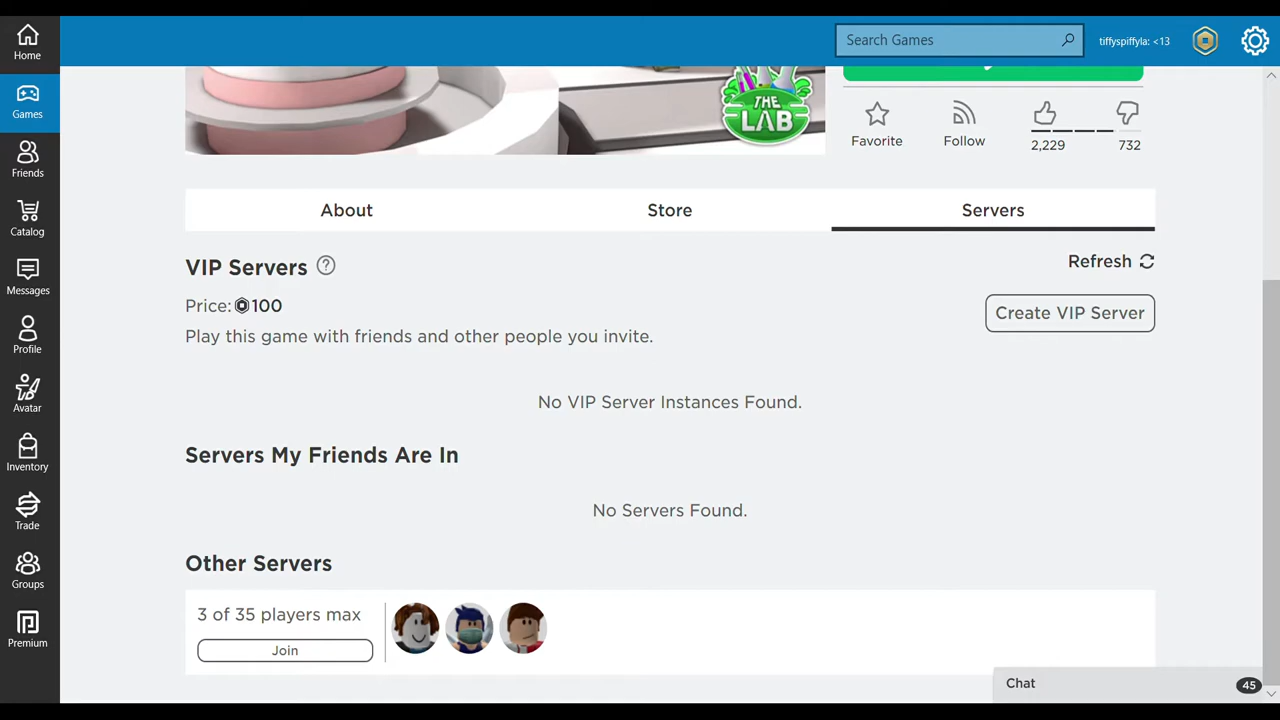 Home
Games
Friends
Catalog
Messages
Profile
Avatar
Inventory
Trade
Groups
Premium
Search Games
tiffyspiffyla: <13
THE
LAB
Favorite
Follow
2,229
732
About
Store
Servers
VIP Servers ?
Refresh
Price: 100
Create VIP Server
Play this game with friends and other people you invite.
No VIP Server Instances Found.
Servers My Friends Are In
No Servers Found.
Other Servers
3 of 35 players max
Join
Chat
45